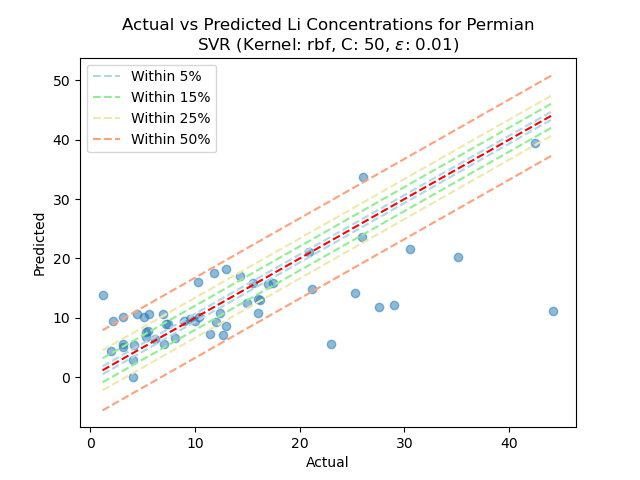 Actual vs Predicted Li Concentrations for Permian
SVR (Kernel: rbf, C: 50, ε: 0.01)
Within 5%
Within 15%
Within 25%
Within 50%
50
40
30
20
10
0
Predicted
0 10 20 30 40
Actual